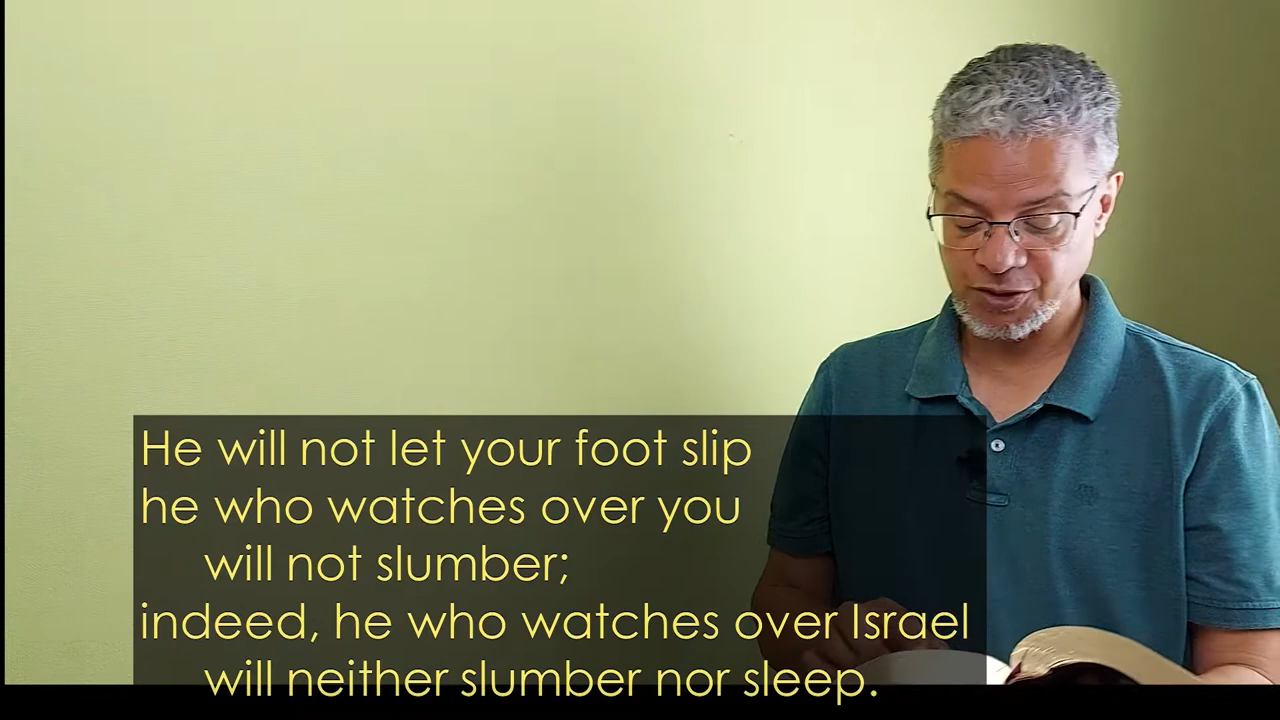 He will not let your foot slip
he who watches over you
will not slumber;
indeed, he who watches over Israel
will neither slumber nor sleep.